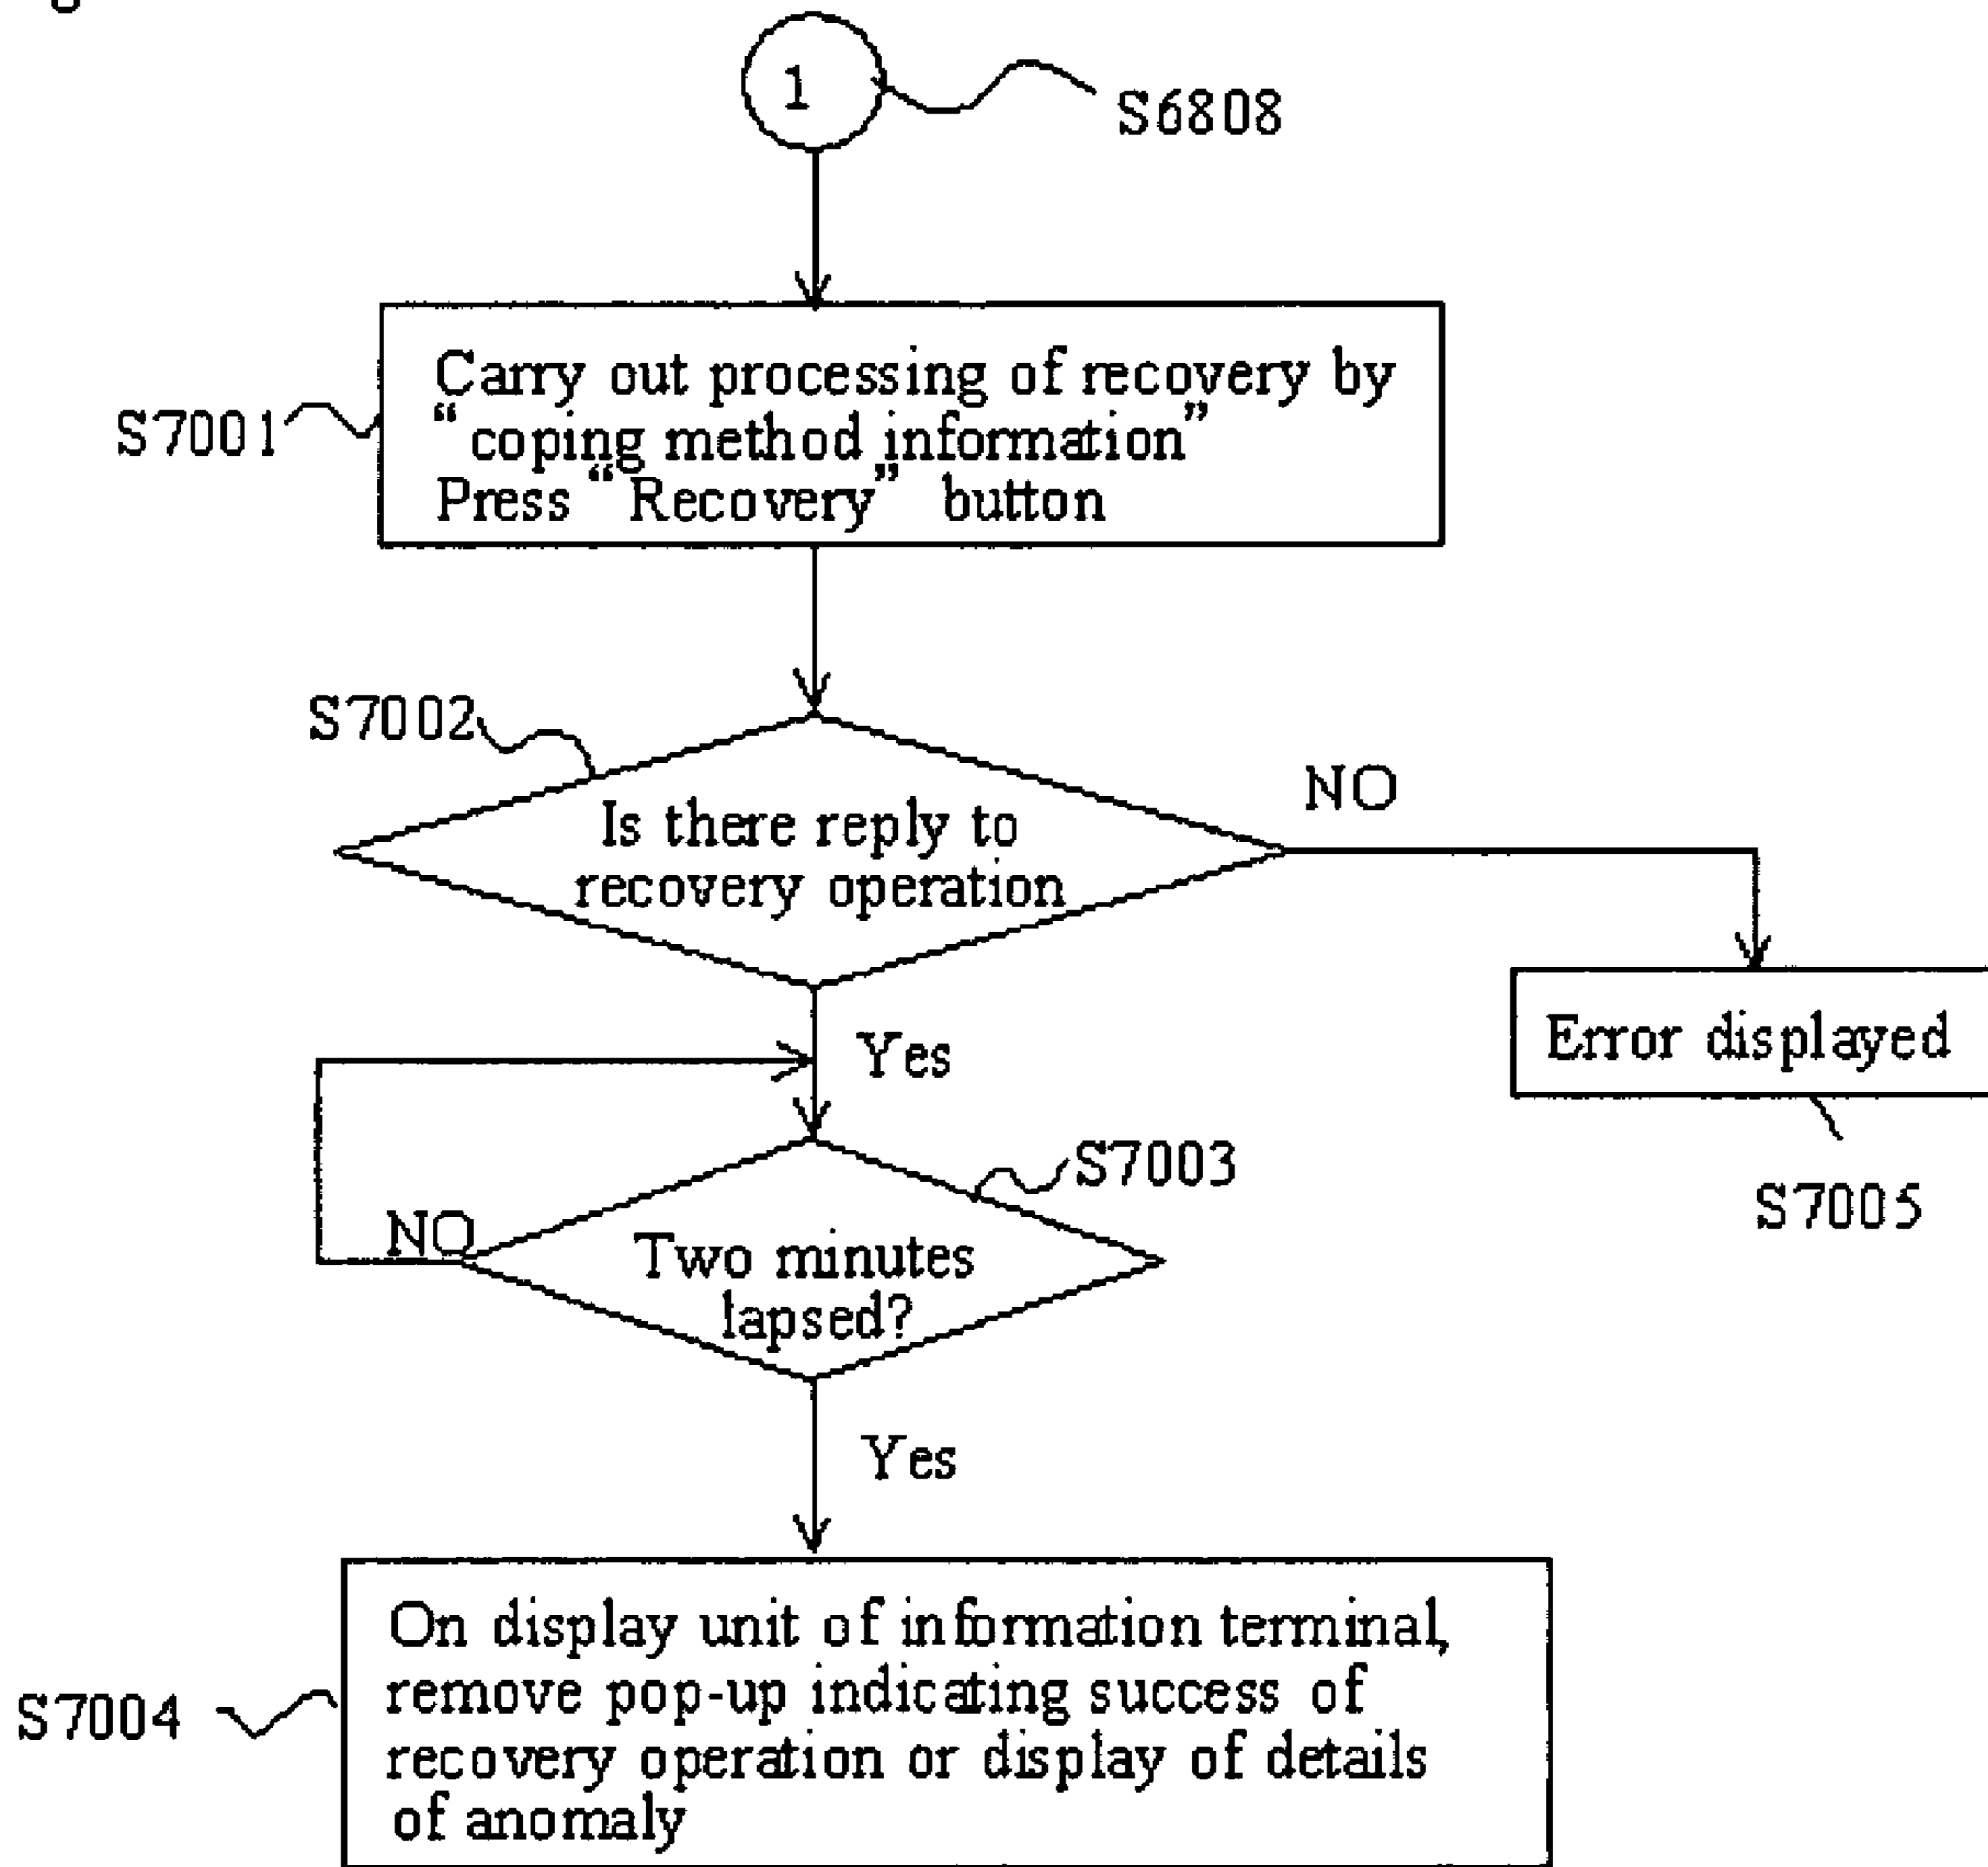 1
S6808
S7001
Carry out processing of recovery by
“coping method information”
Press “Recovery” button
S7002
Is there reply to
recovery operation
NO
Yes
Error displayed
S7005
S7003
NO
Two minutes
lapsed?
Yes
S7004
On display unit of information terminal,
remove pop-up indicating success of
recovery operation or display of details
of anomaly